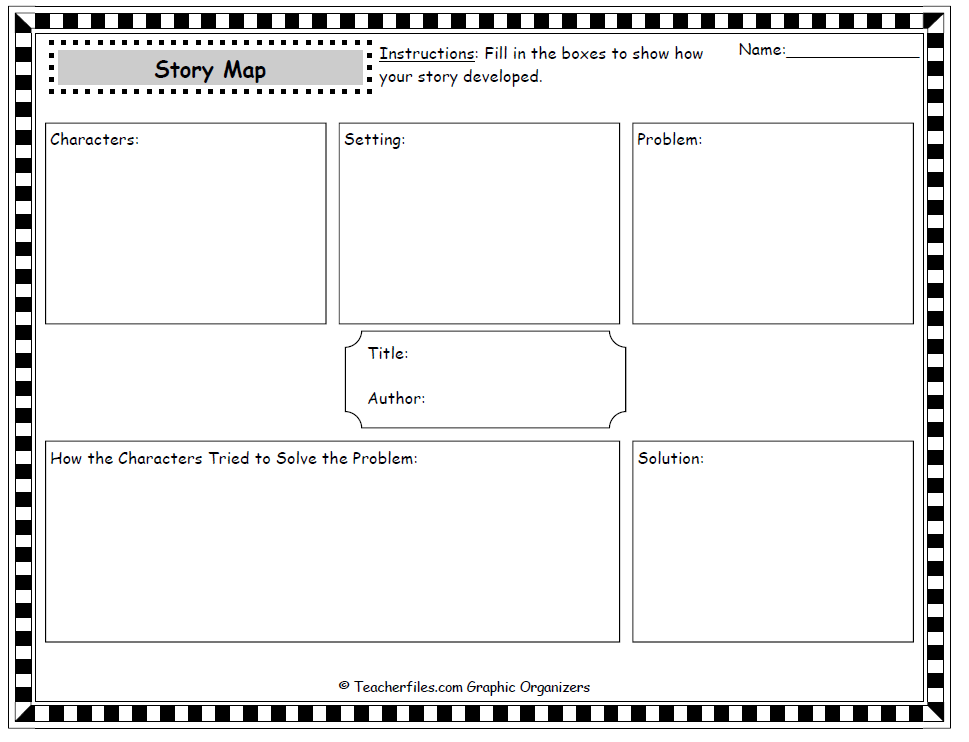 Story Map
Instructions: Fill in the boxes to show how
your story developed.
Name:
Characters:
Setting:
Problem:
Title:
Author:
How the Characters Tried to Solve the Problem:
Solution:
© Teacherfiles.com Graphic Organizers